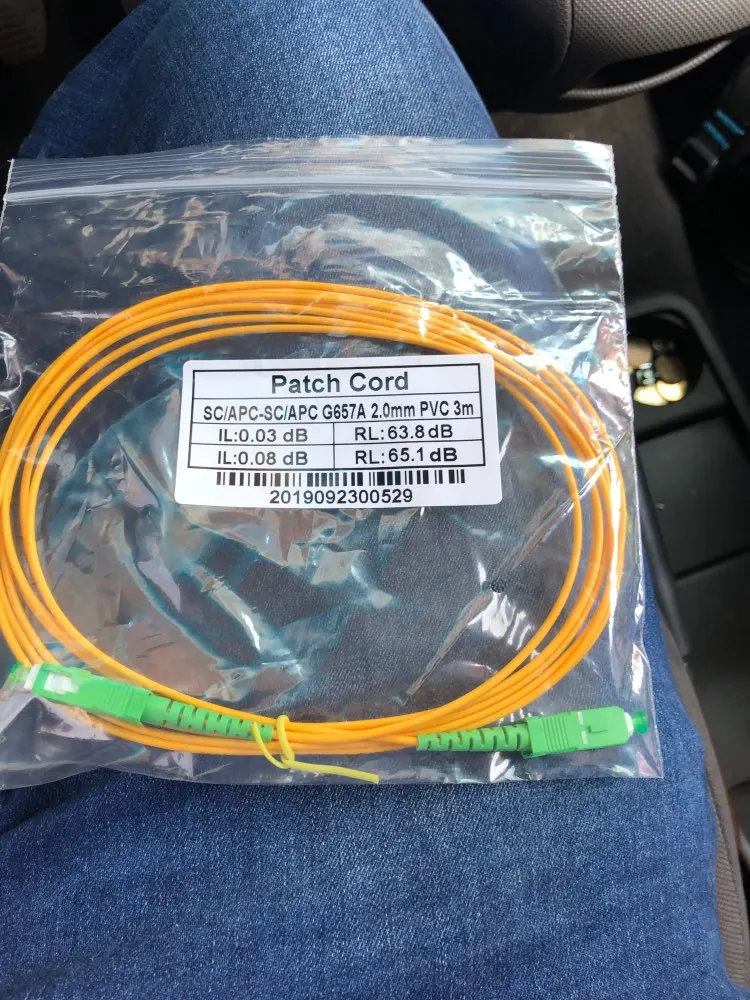 Patch Cord
SC/APC-SC/APC G657A 2.0mm PVC 3m
IL:0.03 dB RL:63.8 dB
IL:0.08 dB RL:65.1 dB
2019092300529